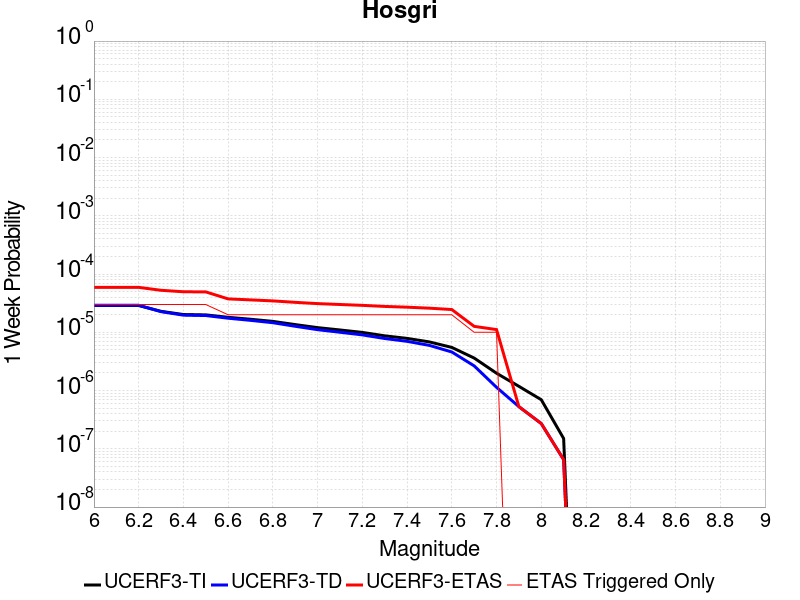 Hosgri
10^0
10^-1
10^-2
10^-3
10^-4
10^-5
10^-6
10^-7
10^-8
1 Week Probability
6 6.2 6.4 6.6 6.8 7 7.2 7.4 7.6 7.8 8 8.2 8.4 8.6 8.8 9
Magnitude
UCERF3-TI UCERF3-TD UCERF3-ETAS ETAS Triggered Only